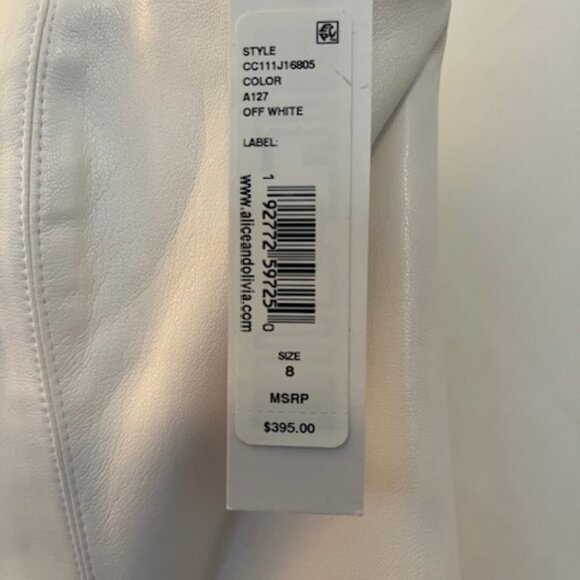 STYLE
CC111J16805
COLOR
A127
OFF WHITE
LABEL:
1 92772 59725 0
www.aliceandolivia.com
SIZE
8
MSRP
$395.00